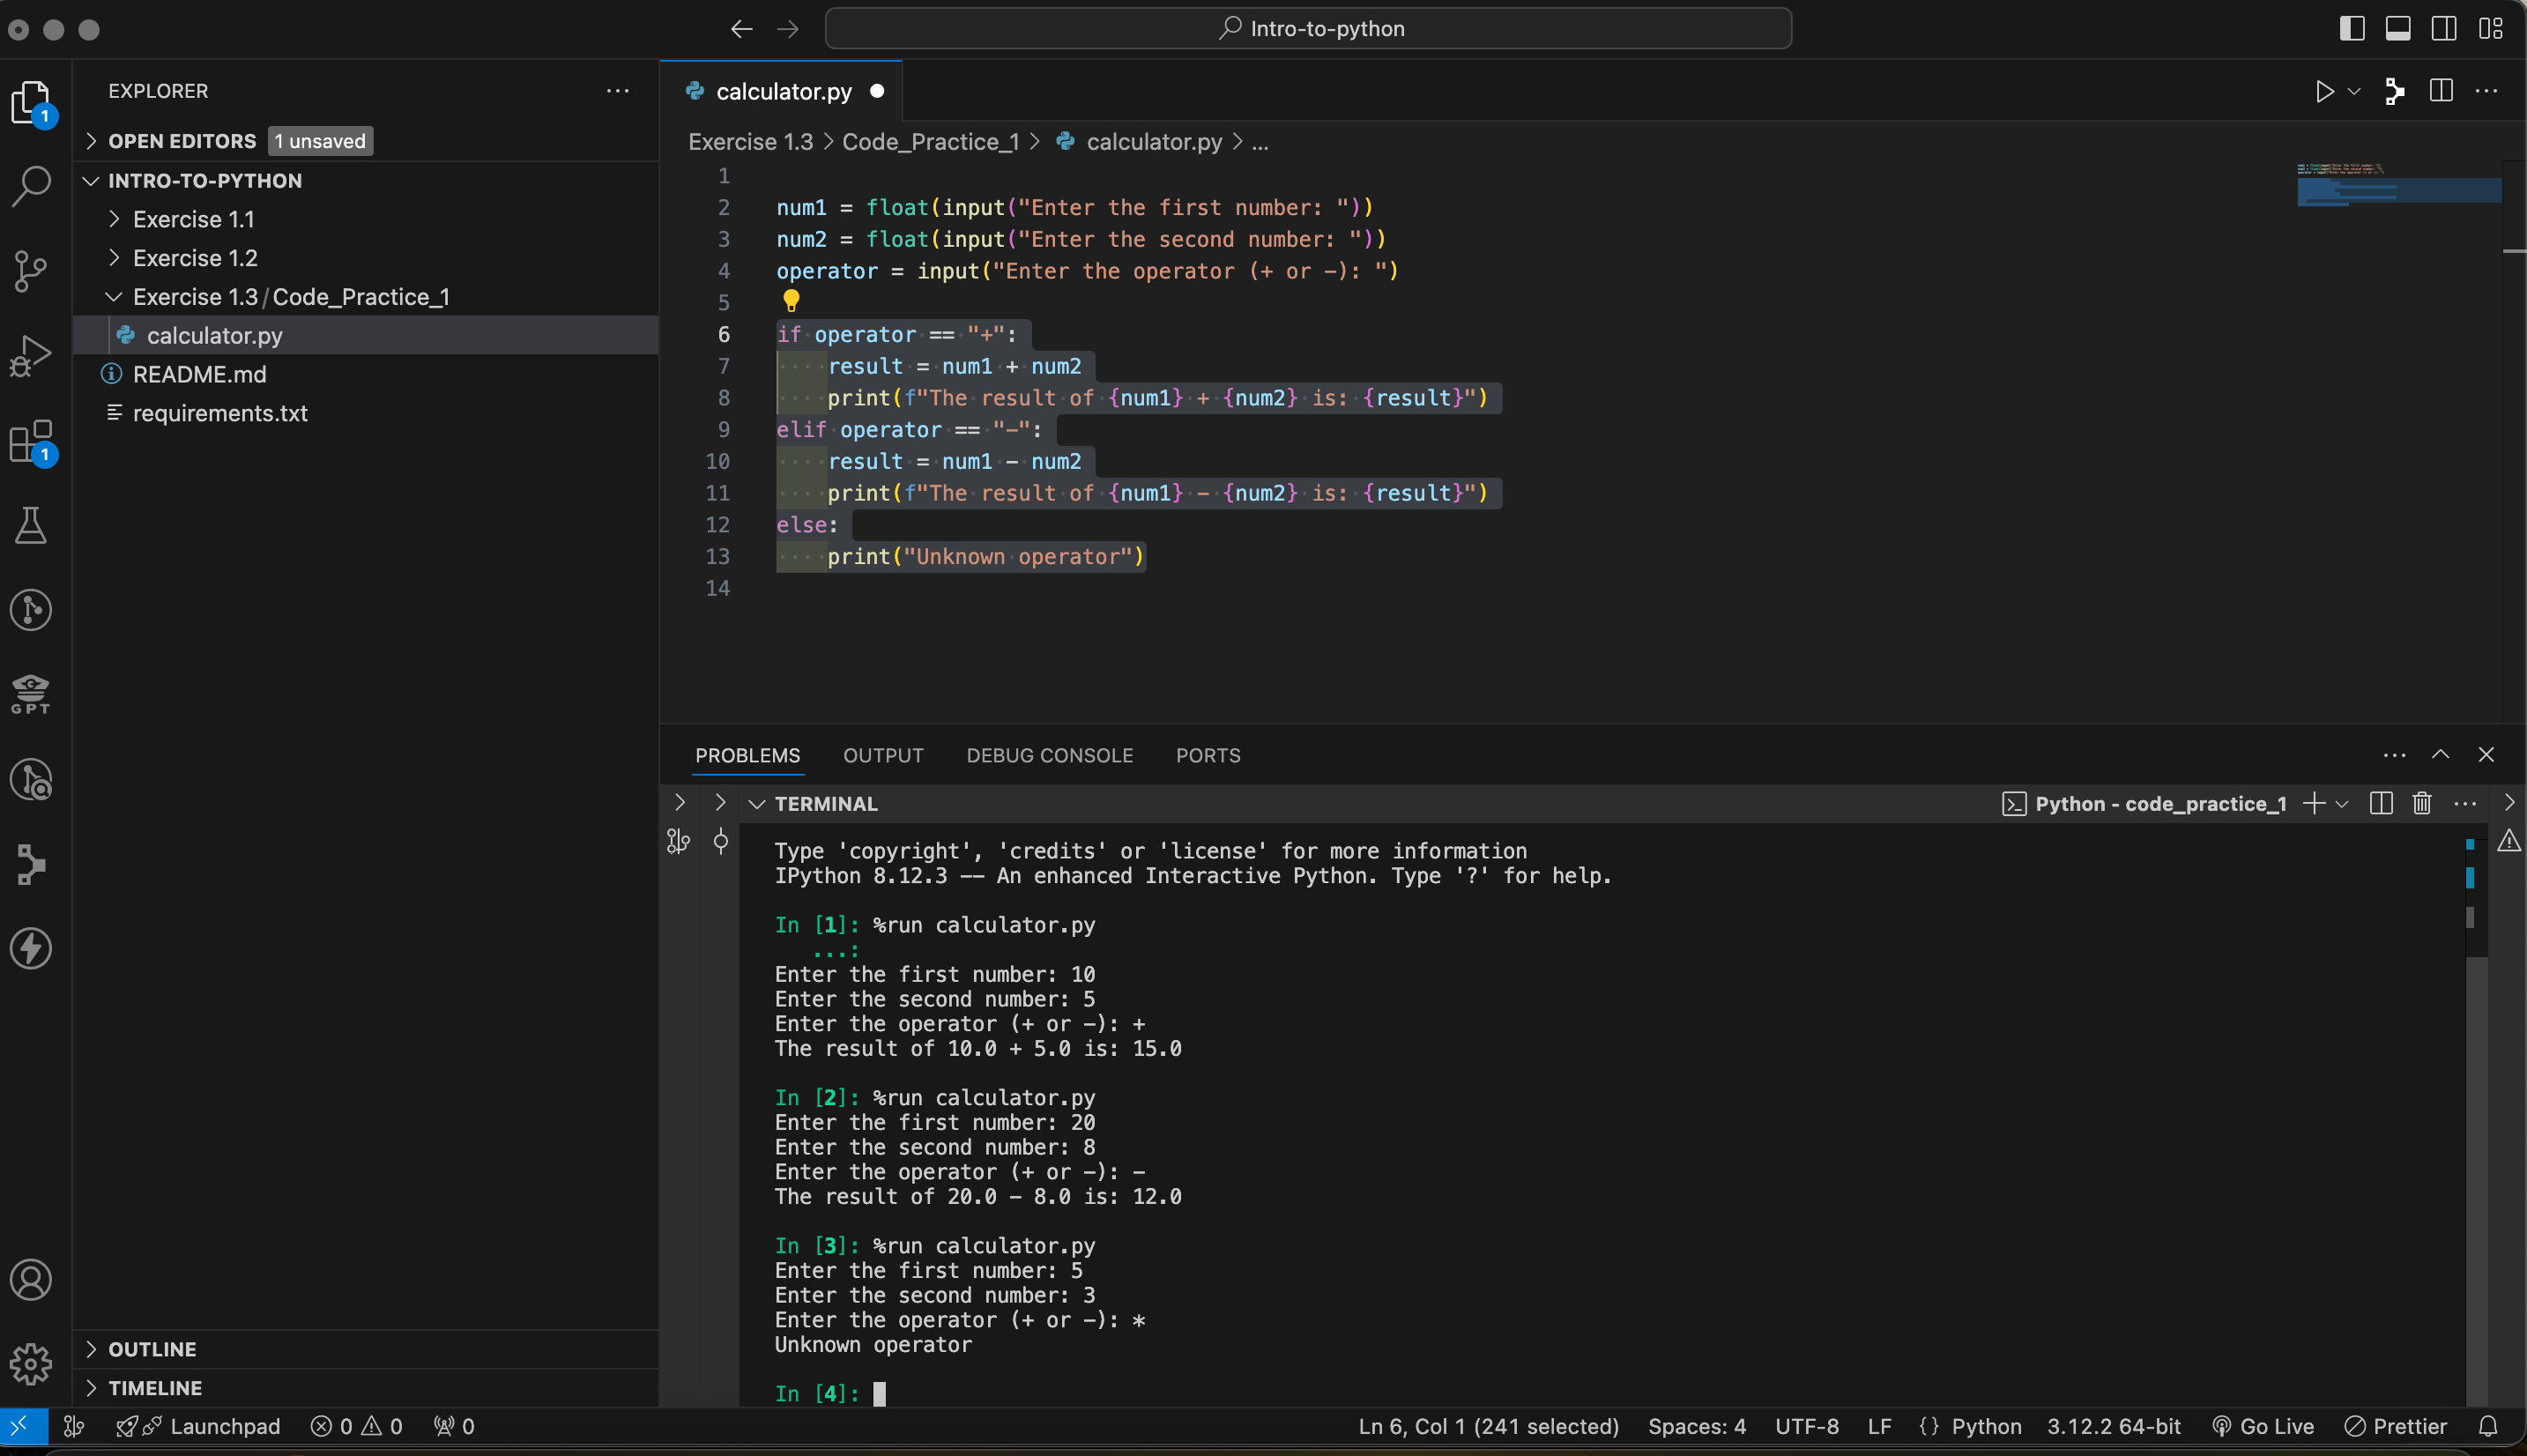 Intro-to-python
EXPLORER
OPEN EDITORS 1 unsaved
INTRO-TO-PYTHON
Exercise 1.1
Exercise 1.2
Exercise 1.3/Code_Practice_1
calculator.py
README.md
requirements.txt
OUTLINE
TIMELINE
1
1
GPT
calculator.py
Exercise 1.3 > Code_Practice_1 > calculator.py > ...
1
2 num1 = float(input("Enter the first number: "))
3 num2 = float(input("Enter the second number: "))
4 operator = input("Enter the operator (+ or -): ")
5
6 if operator == "+":
7     result = num1 + num2
8     print(f"The result of {num1} + {num2} is: {result}")
9 elif operator == "-":
10     result = num1 - num2
11     print(f"The result of {num1} - {num2} is: {result}")
12 else:
13     print("Unknown operator")
14
PROBLEMS OUTPUT DEBUG CONSOLE PORTS
TERMINAL Python - code_practice_1
Type 'copyright', 'credits' or 'license' for more information
IPython 8.12.3 -- An enhanced Interactive Python. Type '?' for help.
In [1]: %run calculator.py
   ...:
Enter the first number: 10
Enter the second number: 5
Enter the operator (+ or -): +
The result of 10.0 + 5.0 is: 15.0
In [2]: %run calculator.py
Enter the first number: 20
Enter the second number: 8
Enter the operator (+ or -): -
The result of 20.0 - 8.0 is: 12.0
In [3]: %run calculator.py
Enter the first number: 5
Enter the second number: 3
Enter the operator (+ or -): *
Unknown operator
In [4]:
Launchpad 0 0 0 Ln 6, Col 1 (241 selected) Spaces: 4 UTF-8 LF {} Python 3.12.2 64-bit Go Live Prettier